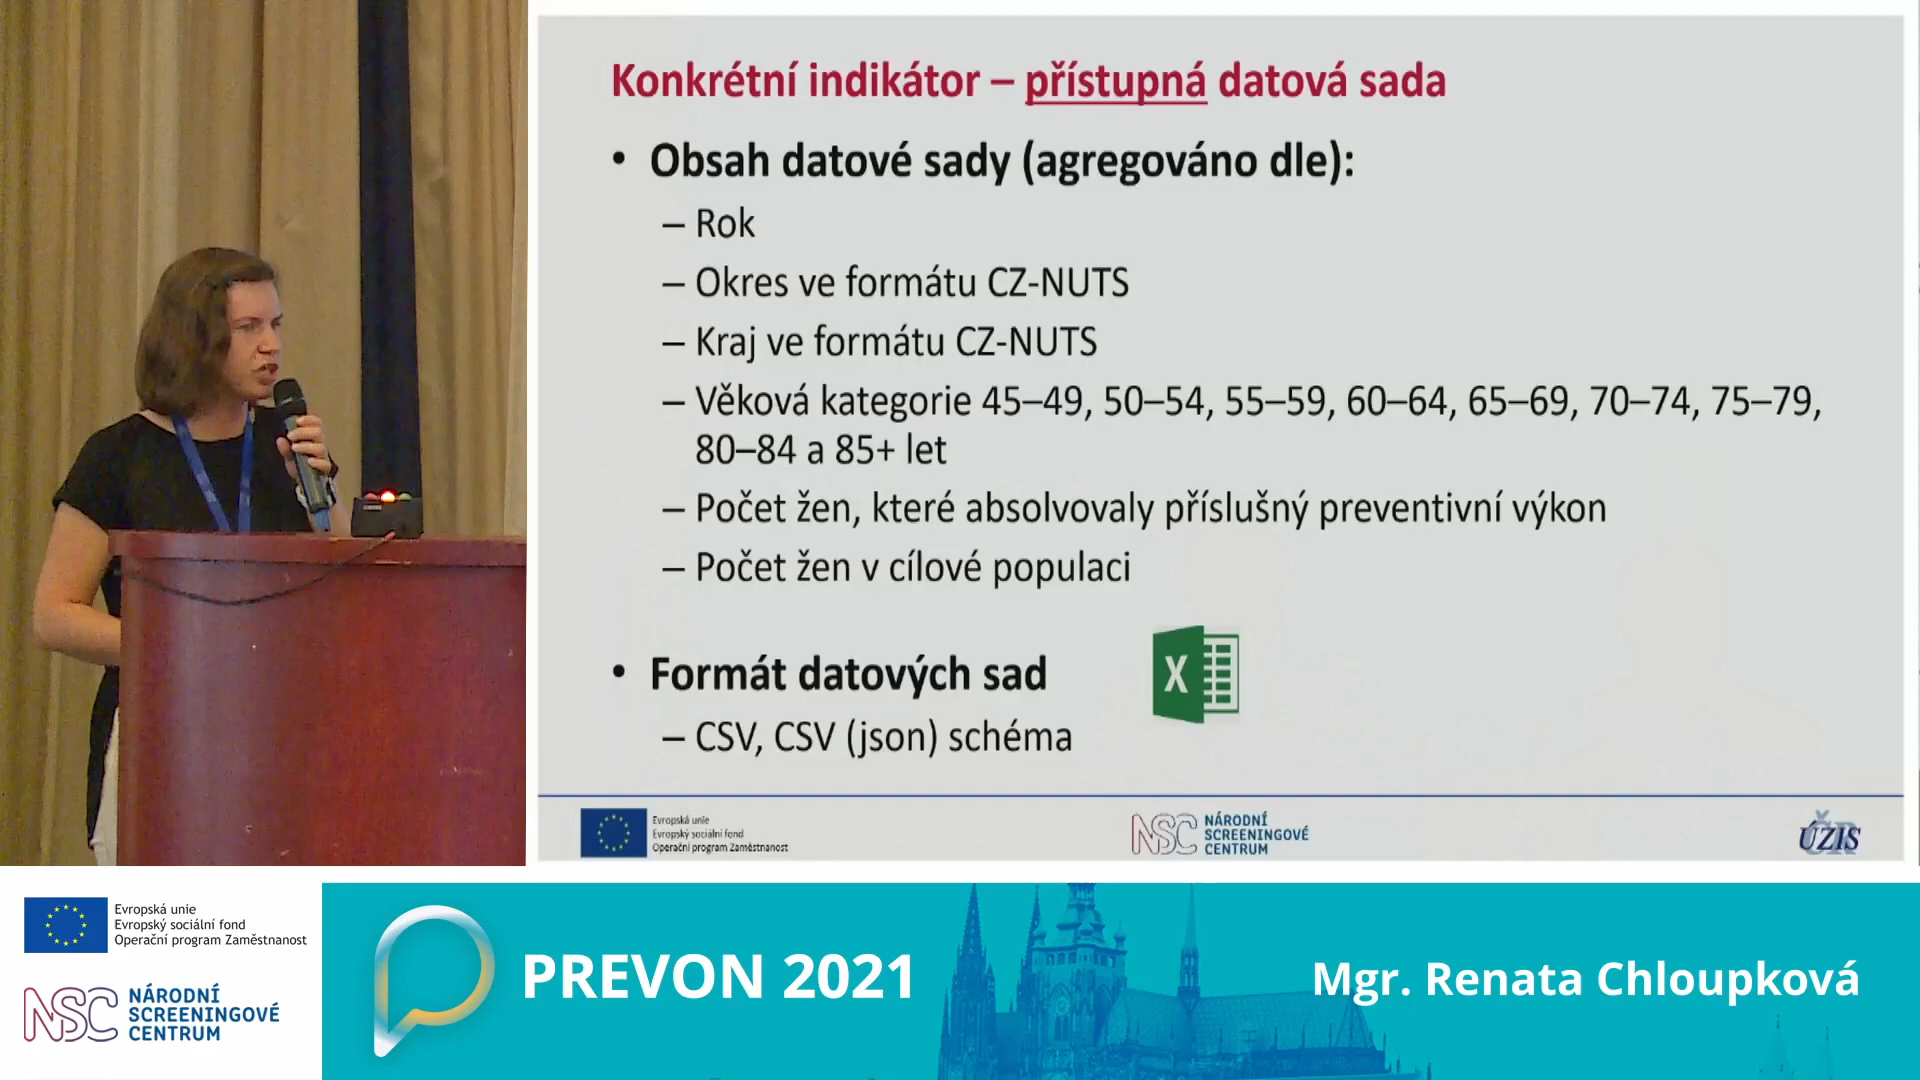 Konkrétní indikátor – přístupná datová sada
• Obsah datové sady (agregováno dle):
– Rok
– Okres ve formátu CZ-NUTS
– Kraj ve formátu CZ-NUTS
– Věková kategorie 45–49, 50–54, 55–59, 60–64, 65–69, 70–74, 75–79,
80–84 a 85+ let
– Počet žen, které absolvovaly příslušný preventivní výkon
– Počet žen v cílové populaci
• Formát datových sad
X
– CSV, CSV (json) schéma
Evropská unie
Evropský sociální fond
Operační program Zaměstnanost
NSC NÁRODNÍ
SCREENINGOVÉ
CENTRUM
ÚZIS
ČR
Evropská unie
Evropský sociální fond
Operační program Zaměstnanost
NSC NÁRODNÍ
SCREENINGOVÉ
CENTRUM
PREVON 2021
Mgr. Renata Chloupková